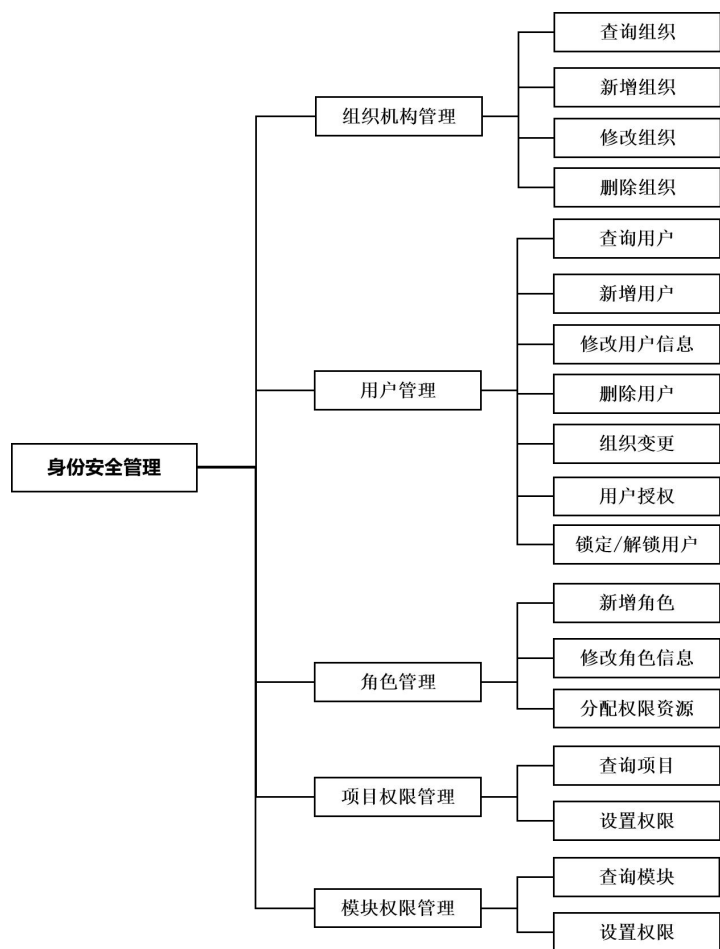 身份安全管理
组织机构管理
查询组织
新增组织
修改组织
删除组织
用户管理
查询用户
新增用户
修改用户信息
删除用户
组织变更
用户授权
锁定/解锁用户
角色管理
新增角色
修改角色信息
分配权限资源
项目权限管理
查询项目
设置权限
模块权限管理
查询模块
设置权限